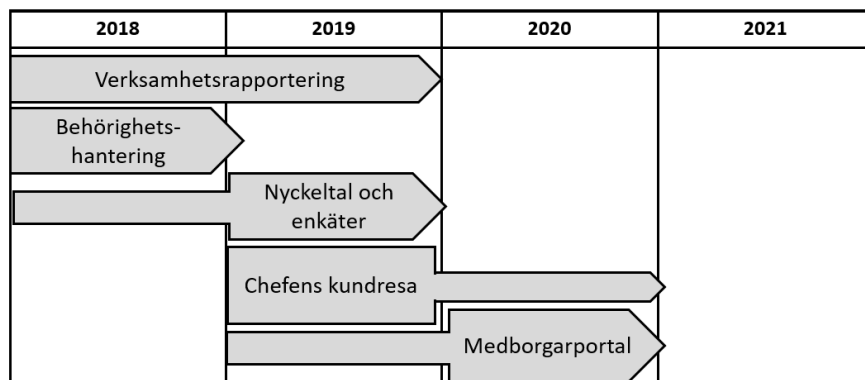 2018 2019 2020 2021
Verksamhetsrapportering
Behörighets-
hantering
Nyckeltal och
enkäter
Chefens kundresa
Medborgarportal